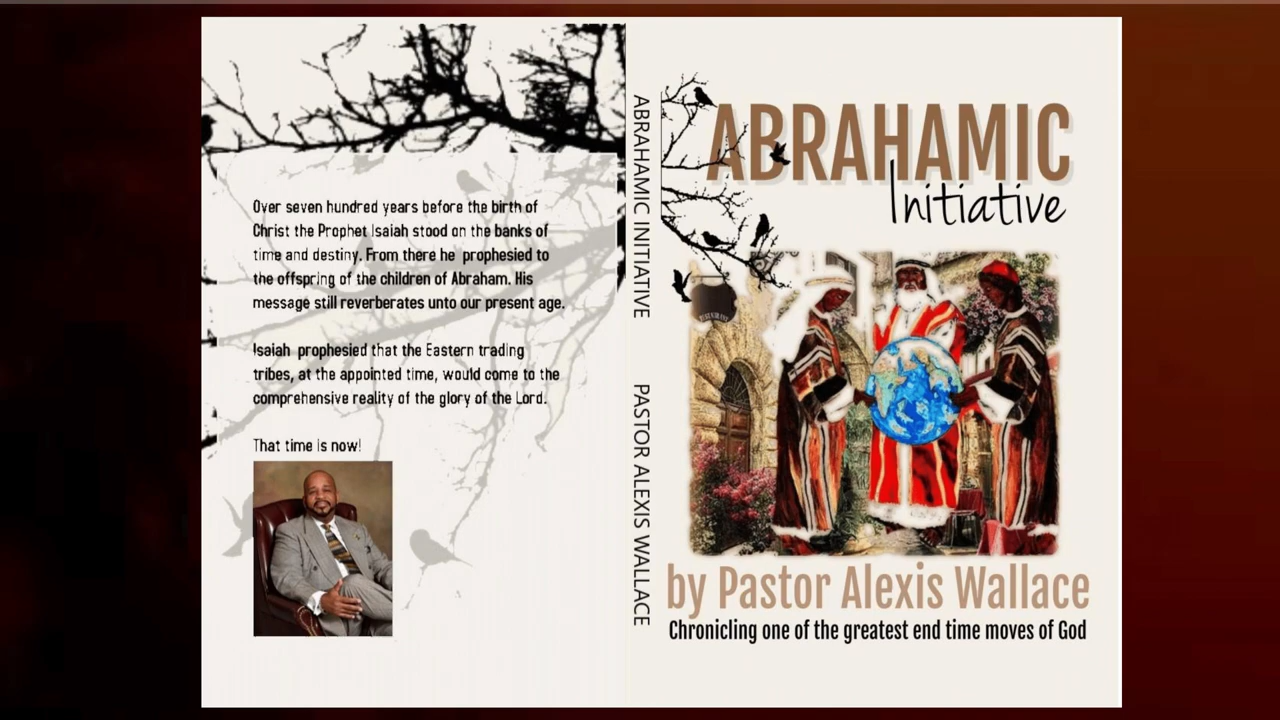 Over seven hundred years before the birth of
Christ the Prophet Isaiah stood on the banks of
time and destiny. From there he prophesied to
the offspring of the children of Abraham. His
message still reverberates unto our present age.
Isaiah prophesied that the Eastern trading
tribes, at the appointed time, would come to the
comprehensive reality of the glory of the Lord.
That time is now!
ABRAHAMIC INITIATIVE PASTOR ALEXIS WALLACE
ABRAHAMIC
Initiative
RESTAURANT
by Pastor Alexis Wallace
Chronicling one of the greatest end time moves of God